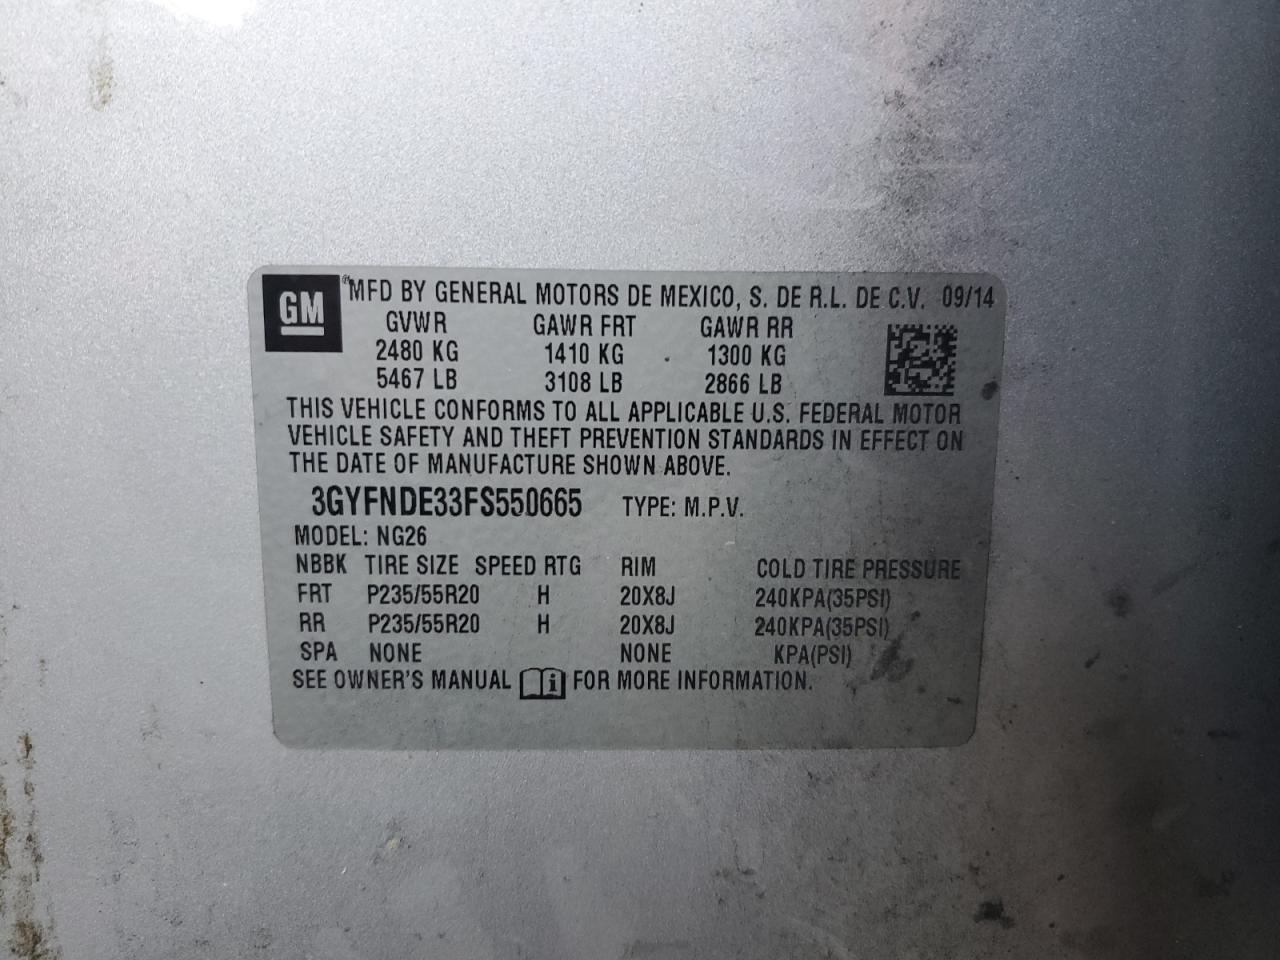 GM ® MFD BY GENERAL MOTORS DE MEXICO, S. DE R.L. DE C.V. 09/14
GVWR GAWR FRT GAWR RR
2480 KG 1410 KG 1300 KG
5467 LB 3108 LB 2866 LB
THIS VEHICLE CONFORMS TO ALL APPLICABLE U.S. FEDERAL MOTOR
VEHICLE SAFETY AND THEFT PREVENTION STANDARDS IN EFFECT ON
THE DATE OF MANUFACTURE SHOWN ABOVE.
3GYFNDE33FS550665 TYPE: M.P.V.
MODEL: NG26
NBBK TIRE SIZE SPEED RTG RIM COLD TIRE PRESSURE
FRT P235/55R20 H 20X8J 240KPA(35PSI)
RR P235/55R20 H 20X8J 240KPA(35PSI)
SPA NONE NONE KPA(PSI)
SEE OWNER'S MANUAL i FOR MORE INFORMATION.